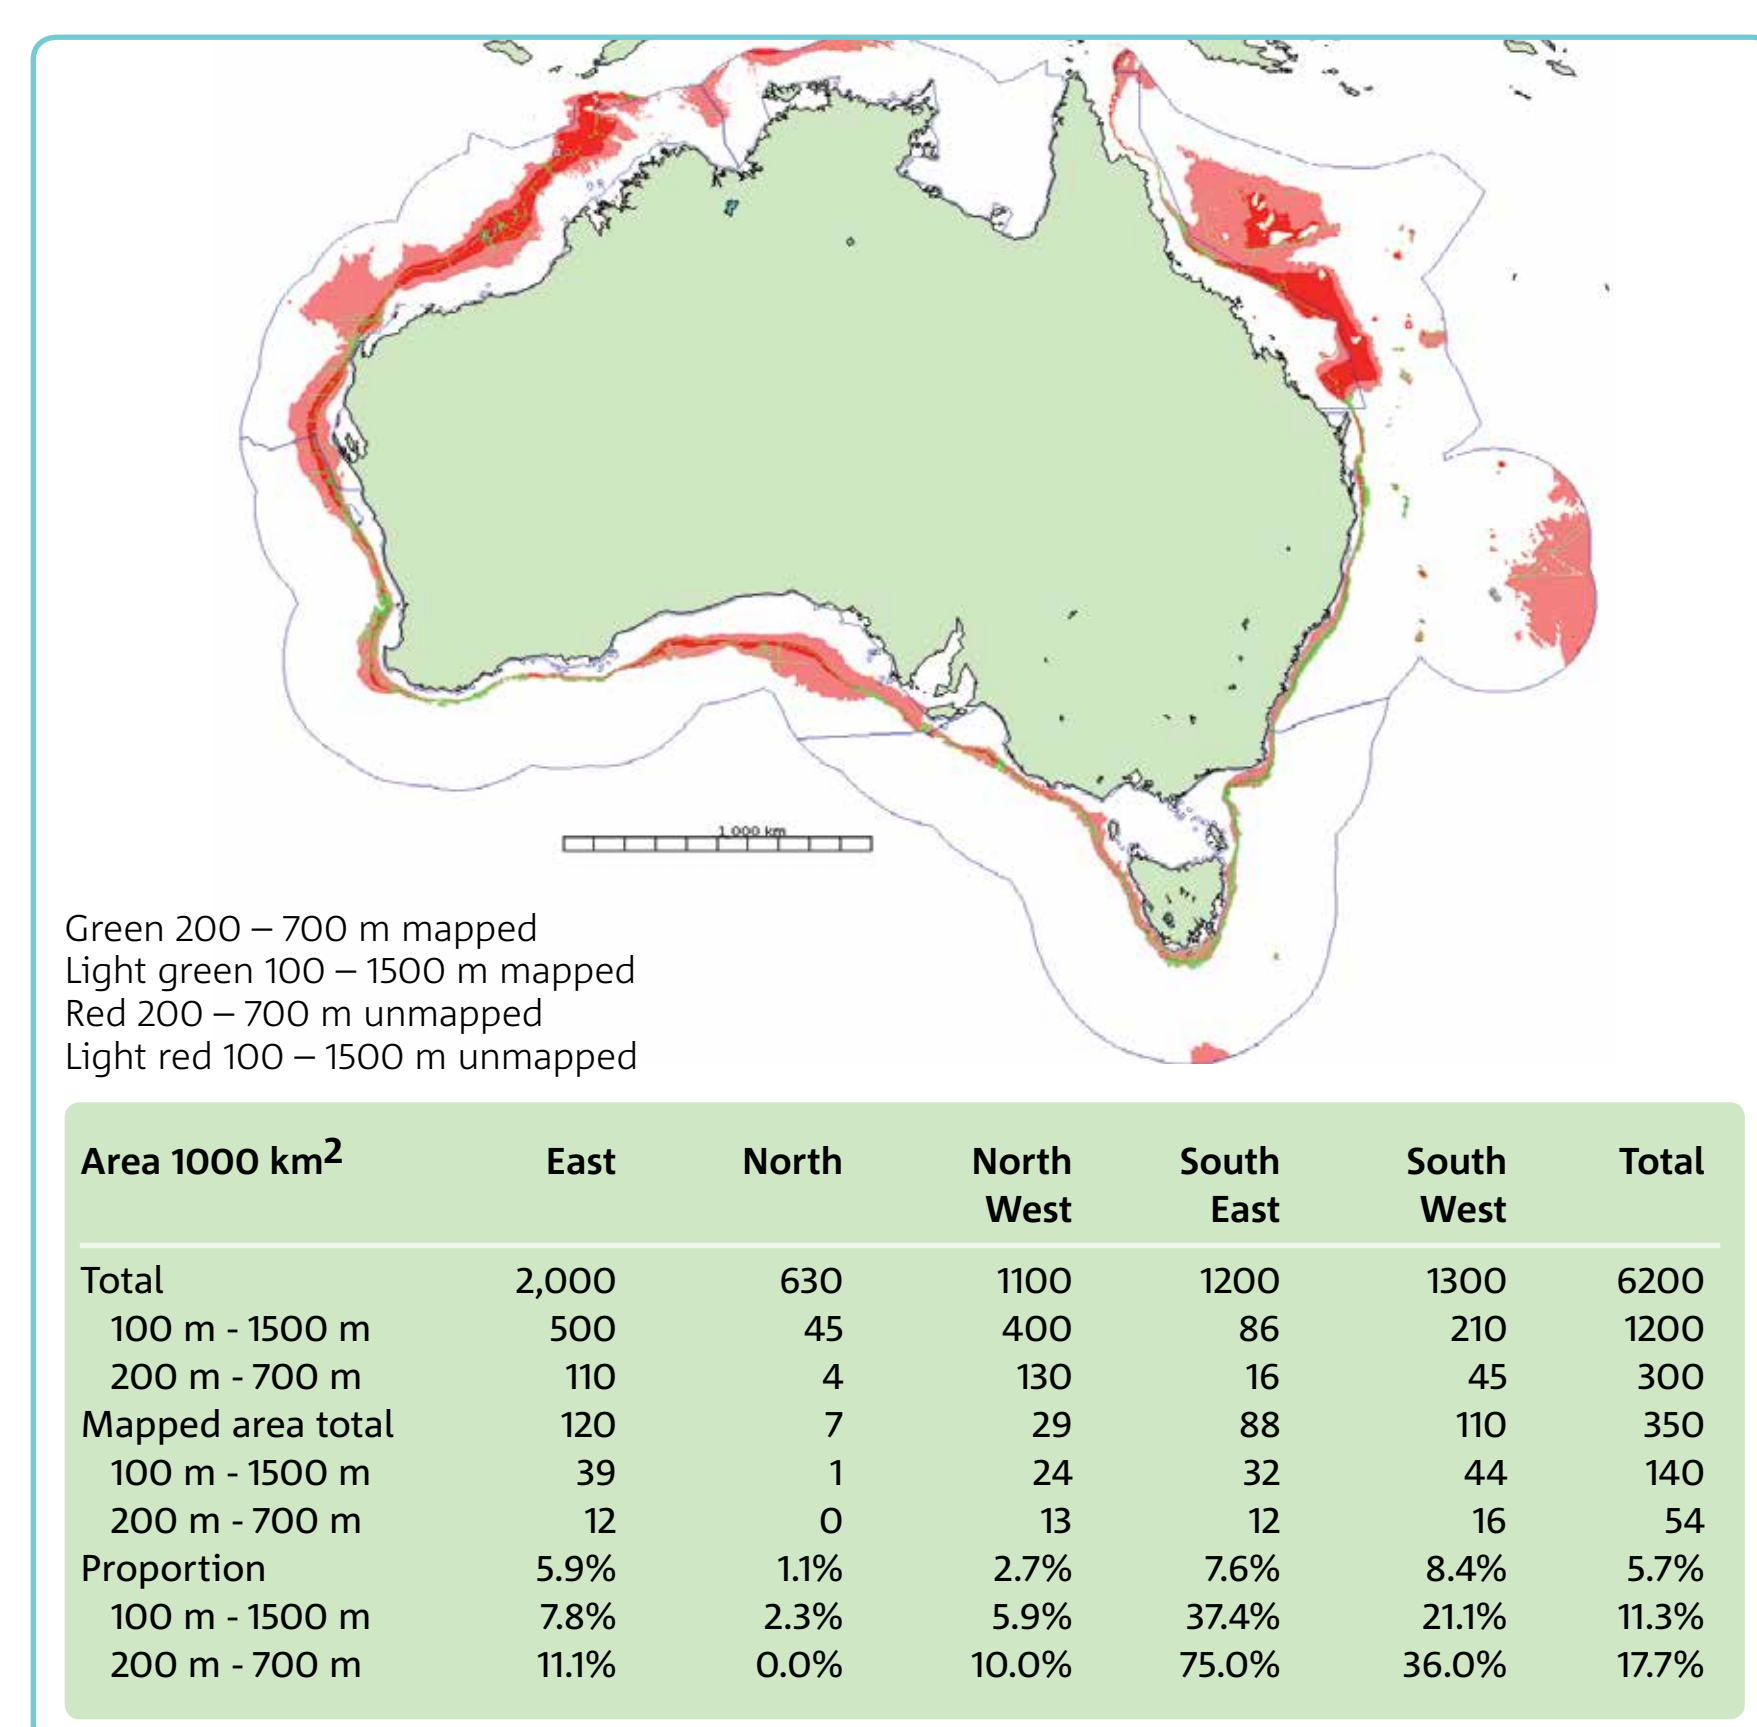 1 000 km
Green 200 – 700 m mapped
Light green 100 – 1500 m mapped
Red 200 – 700 m unmapped
Light red 100 – 1500 m unmapped
Area 1000 km² East North North West South East South West Total
Total 2,000 630 1100 1200 1300 6200
100 m - 1500 m 500 45 400 86 210 1200
200 m - 700 m 110 4 130 16 45 300
Mapped area total 120 7 29 88 110 350
100 m - 1500 m 39 1 24 32 44 140
200 m - 700 m 12 0 13 12 16 54
Proportion 5.9% 1.1% 2.7% 7.6% 8.4% 5.7%
100 m - 1500 m 7.8% 2.3% 5.9% 37.4% 21.1% 11.3%
200 m - 700 m 11.1% 0.0% 10.0% 75.0% 36.0% 17.7%